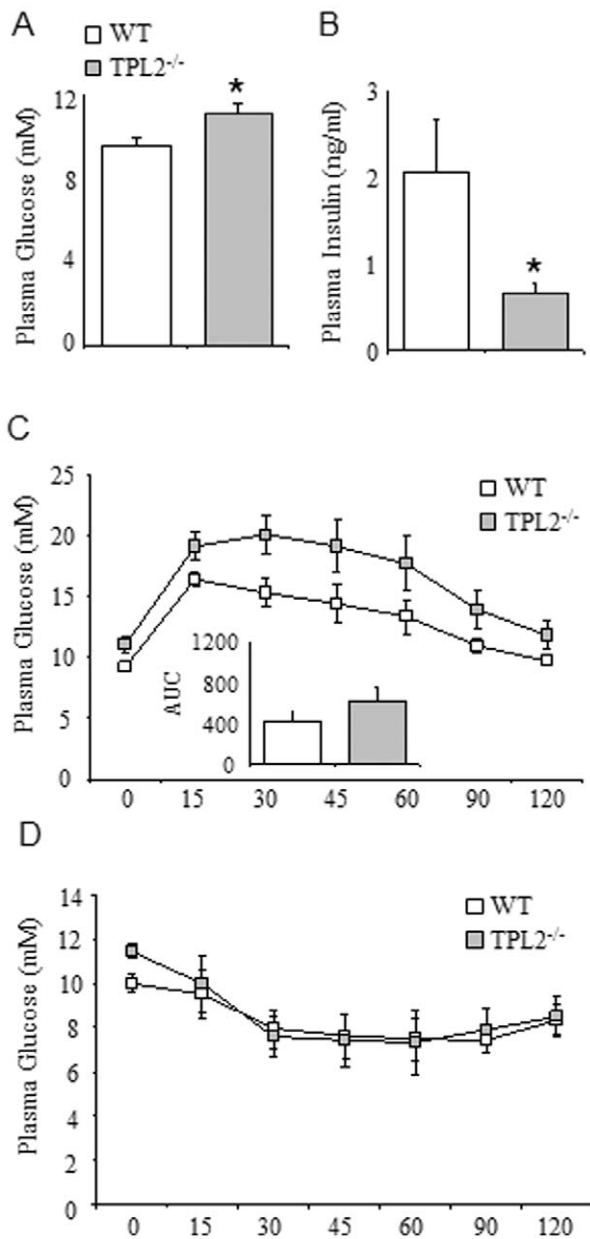 A
WT
TPL2-/-
Plasma Glucose (mM)
12
8
4
0
*
B
Plasma Insulin (ng/ml)
3
2
1
0
*
C
Plasma Glucose (mM)
25
20
15
10
5
0
WT
TPL2-/-
AUC
1200
800
400
0
0 15 30 45 60 90 120
D
Plasma Glucose (mM)
14
12
10
8
6
4
2
0
WT
TPL2-/-
0 15 30 45 60 90 120